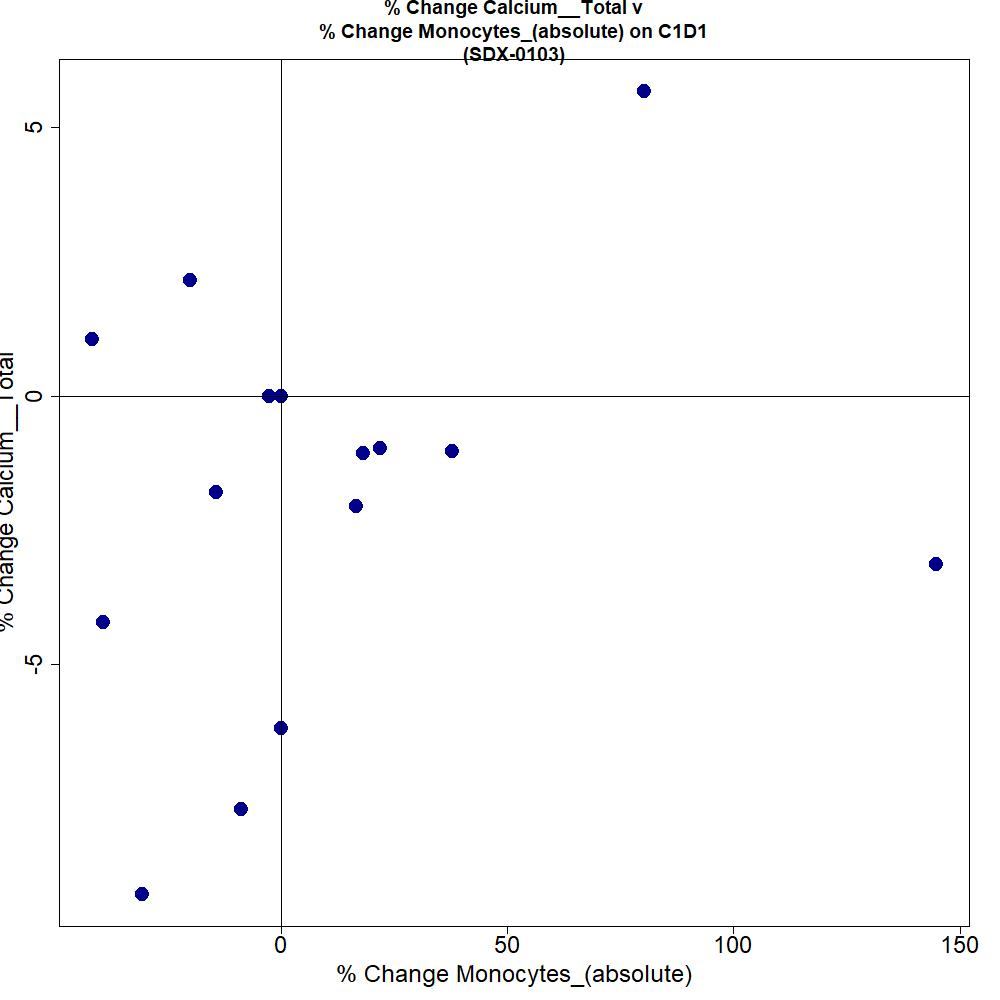 % Change Calcium__Total v
% Change Monocytes_(absolute) on C1D1
(SDX-0103)
5
0
-5
% Change Calcium__Total
0
50
100
150
% Change Monocytes_(absolute)